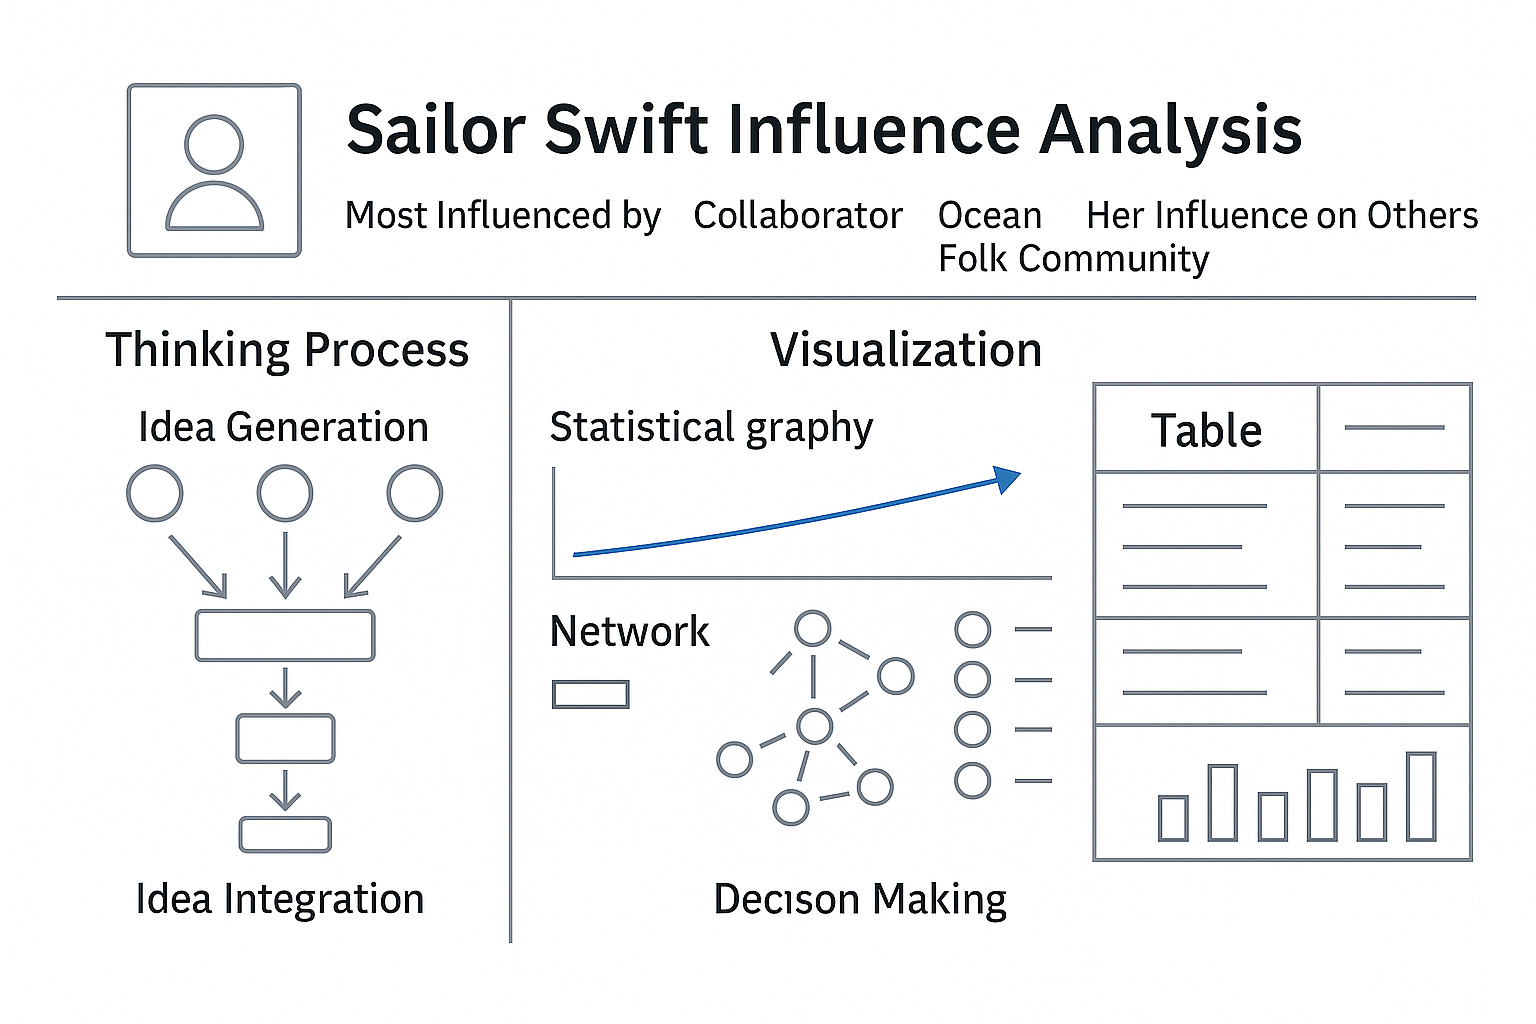 Sailor Swift Influence Analysis
Most Influenced by
Collaborator
Ocean
Folk Community
Her Influence on Others
Thinking Process
Idea Generation
Idea Integration
Visualization
Statistical graphy
Network
Decıson Making
Table